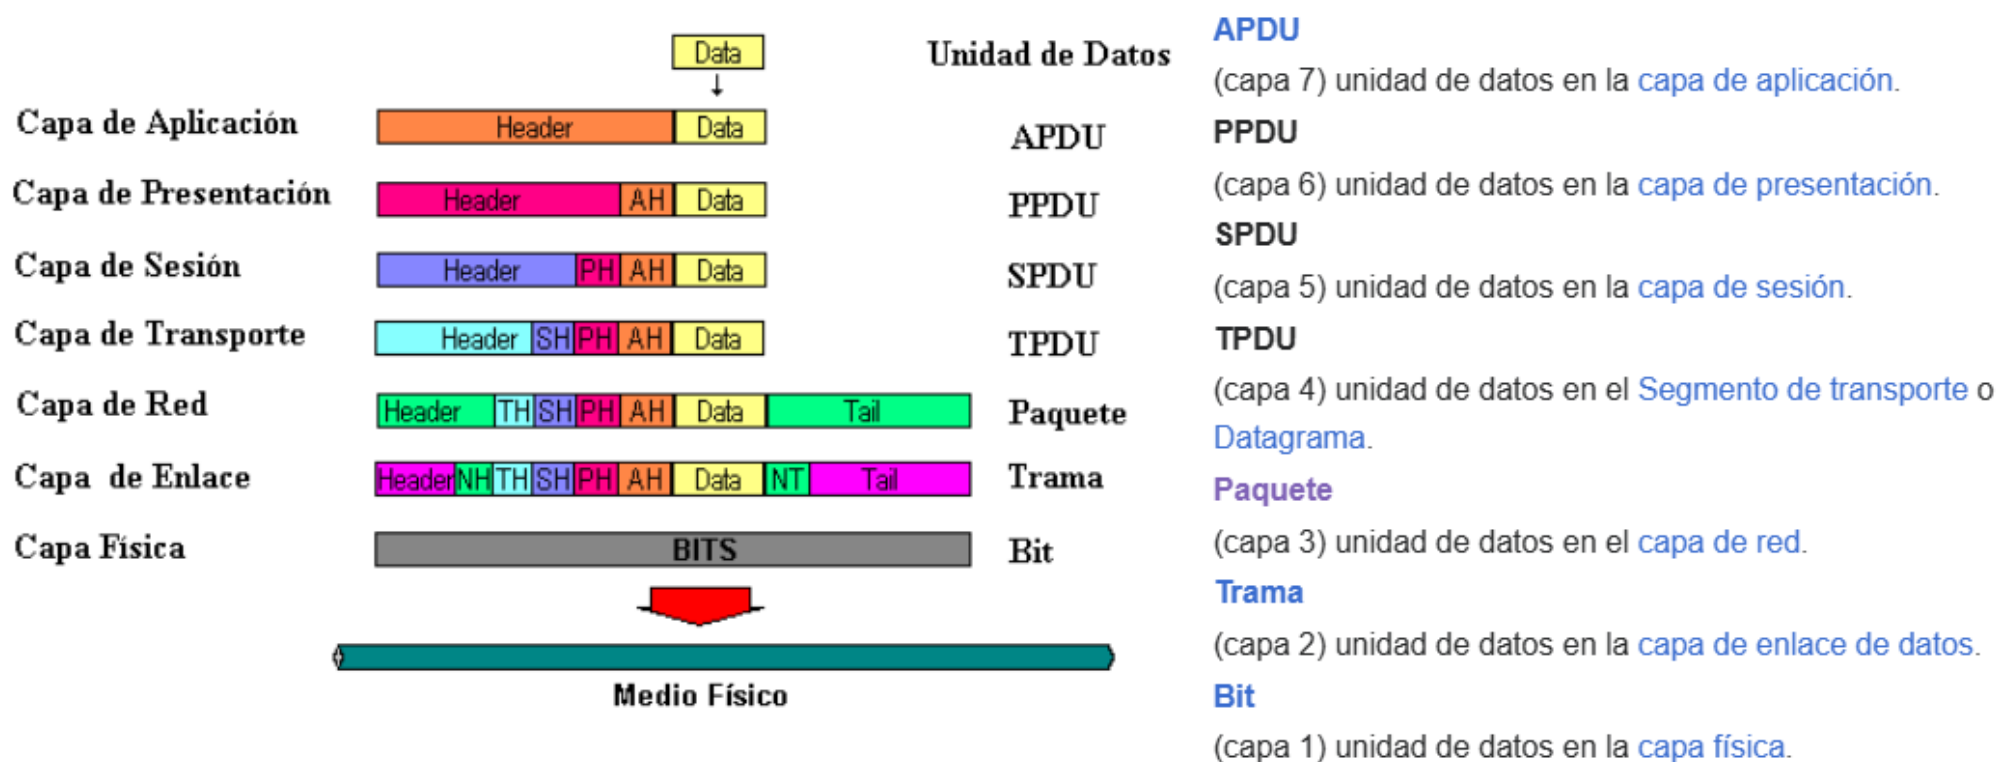 Data
Unidad de Datos
Capa de Aplicación
Header
Data
APDU
Capa de Presentación
Header
AH
Data
PPDU
Capa de Sesión
Header
PH
AH
Data
SPDU
Capa de Transporte
Header
SH
PH
AH
Data
TPDU
Capa de Red
Header
TH
SH
PH
AH
Data
Tail
Paquete
Capa de Enlace
Header
NH
TH
SH
PH
AH
Data
NT
Tail
Trama
Capa Física
BITS
Bit
Medio Físico
APDU
(capa 7) unidad de datos en la capa de aplicación.
PPDU
(capa 6) unidad de datos en la capa de presentación.
SPDU
(capa 5) unidad de datos en la capa de sesión.
TPDU
(capa 4) unidad de datos en el Segmento de transporte o
Datagrama.
Paquete
(capa 3) unidad de datos en el capa de red.
Trama
(capa 2) unidad de datos en la capa de enlace de datos.
Bit
(capa 1) unidad de datos en la capa física.